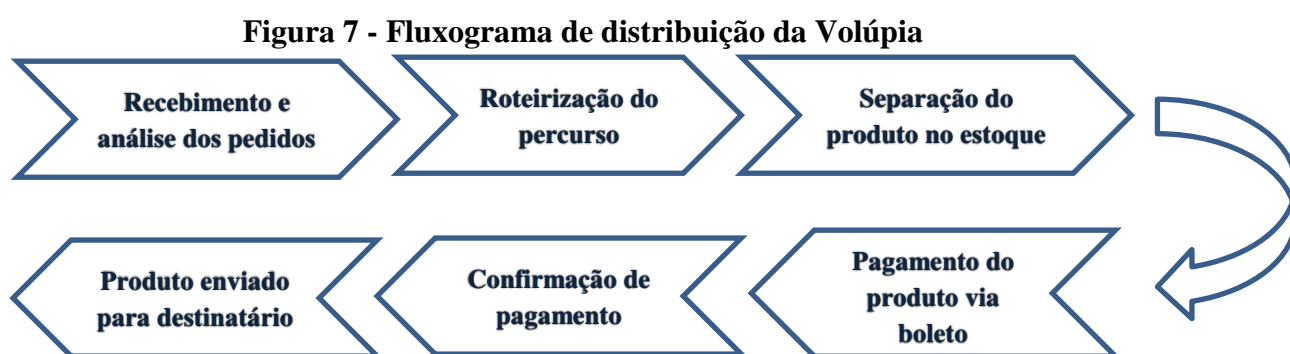 Figura 7 - Fluxograma de distribuição da Volúpia
Recebimento e
análise dos pedidos
Roteirização do
percurso
Separação do
produto no estoque
Pagamento do
produto via
boleto
Confirmação de
pagamento
Produto enviado
para destinatário